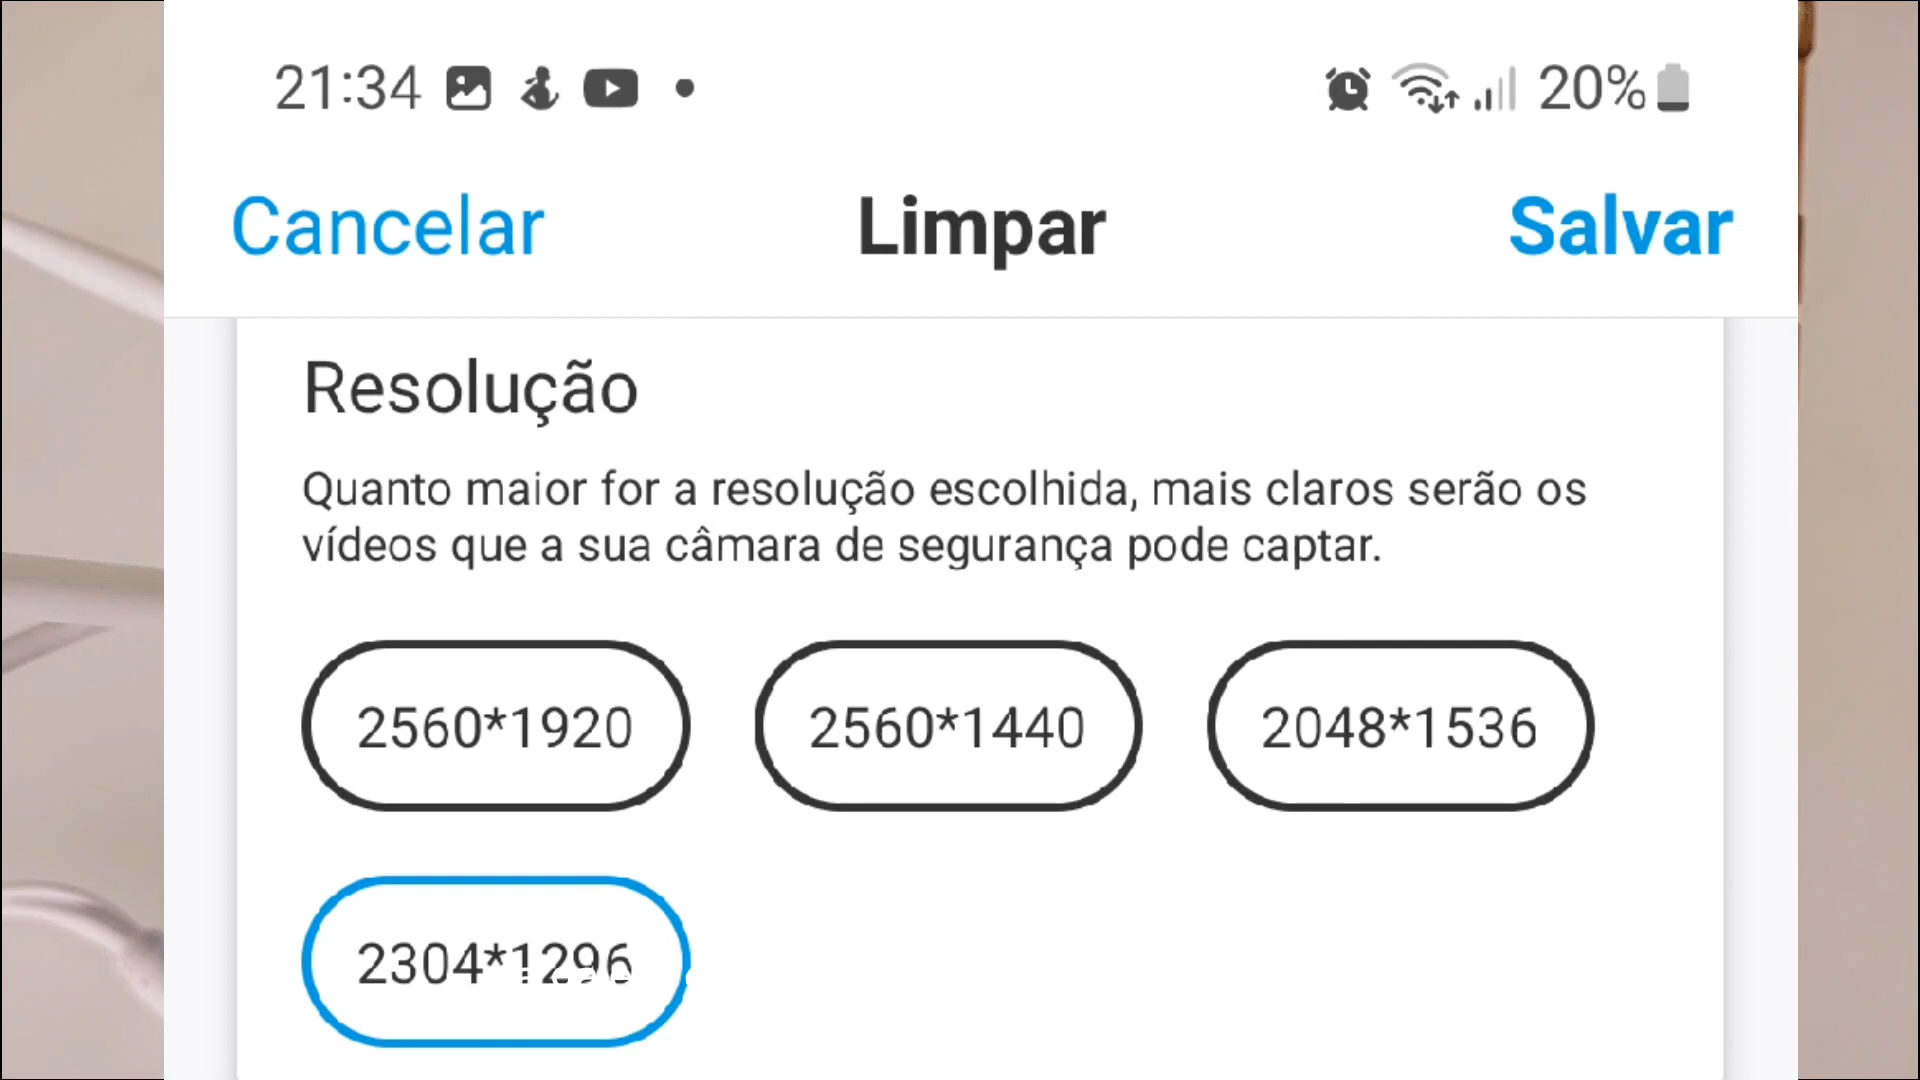 21:34 20%
Cancelar Limpar Salvar
Resolução
Quanto maior for a resolução escolhida, mais claros serão os
vídeos que a sua câmara de segurança pode captar.
2560*1920 2560*1440 2048*1536
2304*1296